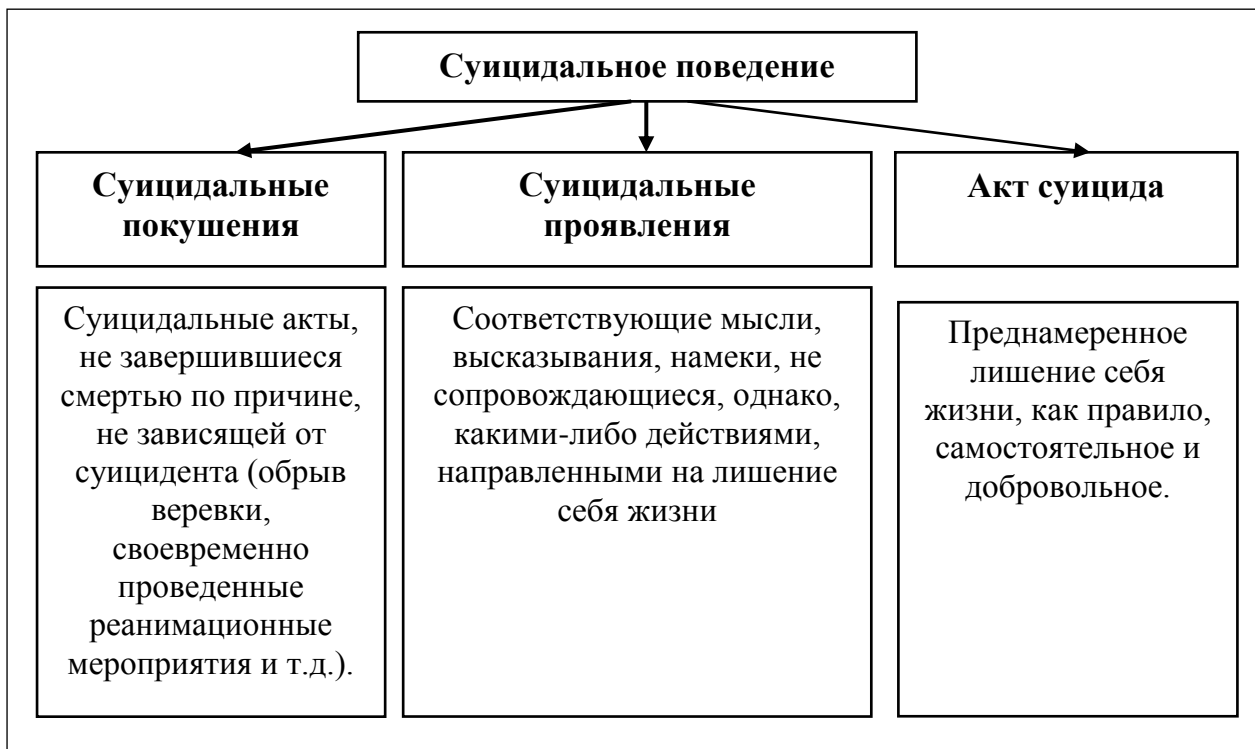 Суицидальное поведение
Суицидальные
покушения
Суицидальные
проявления
Акт суицида
Суицидальные акты,
не завершившиеся
смертью по причине,
не зависящей от
суицидента (обрыв
веревки,
своевременно
проведенные
реанимационные
мероприятия и т.д.).
Соответствующие мысли,
высказывания, намеки, не
сопровождающиеся, однако,
какими-либо действиями,
направленными на лишение
себя жизни
Преднамеренное
лишение себя
жизни, как правило,
самостоятельное и
добровольное.